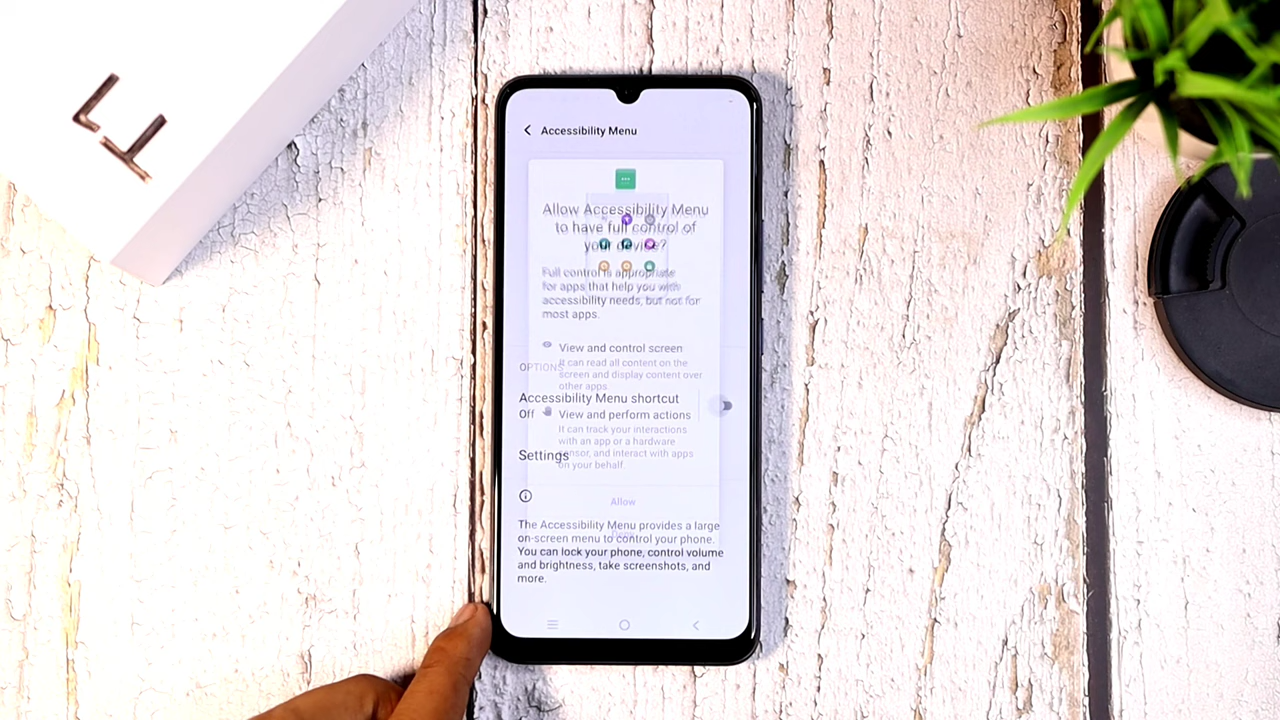 Accessibility Menu
Allow Accessibility Menu
to have full control of
your device?
Full control is appropriate
for apps that help you with
accessibility needs, but not for
most apps.
View and control screen
It can read all content on the
screen and display content over
other apps.
OPTIONS
Accessibility Menu shortcut
Off
View and perform actions
It can track your interactions
with an app or a hardware
sensor, and interact with apps
on your behalf.
Settings
Allow
The Accessibility Menu provides a large
on-screen menu to control your phone.
You can lock your phone, control volume
and brightness, take screenshots, and
more.